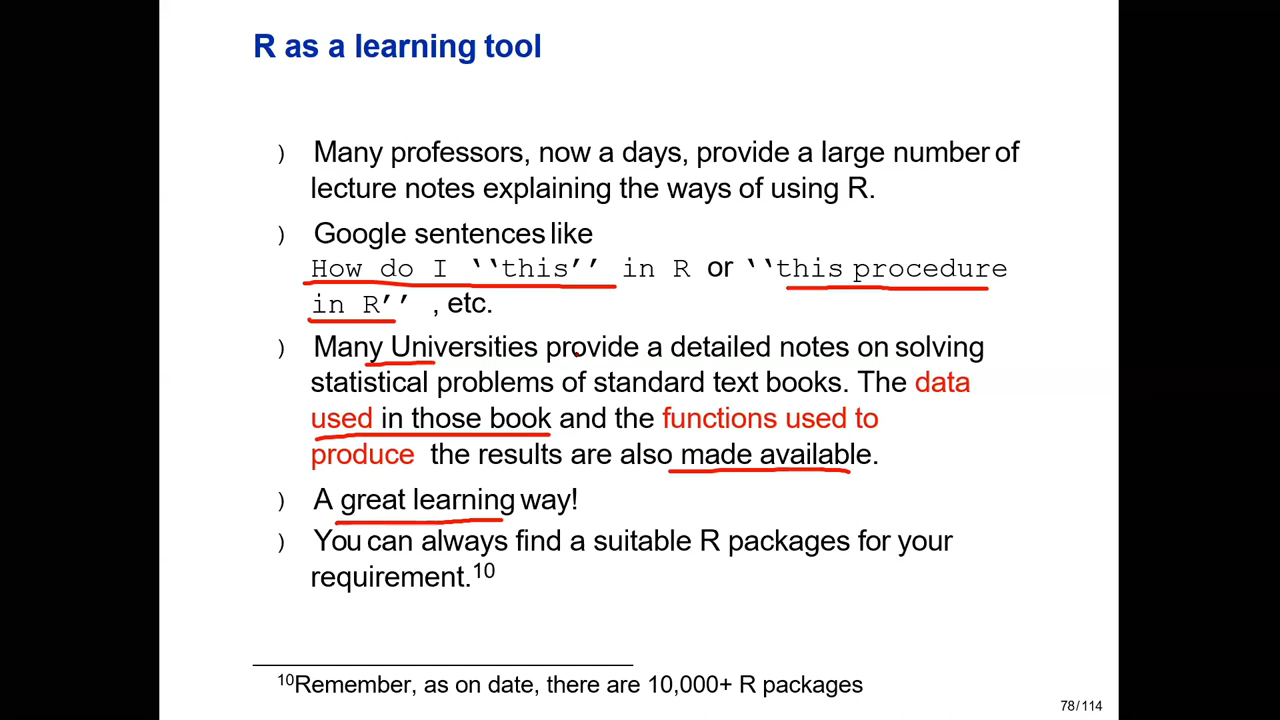 R as a learning tool
) Many professors, now a days, provide a large number of
lecture notes explaining the ways of using R.
) Google sentences like
How do I ‘‘this’’ in R or ‘‘this procedure
in R’’ , etc.
) Many Universities provide a detailed notes on solving
statistical problems of standard text books. The data
used in those book and the functions used to
produce the results are also made available.
) A great learning way!
) You can always find a suitable R packages for your
requirement.10
10Remember, as on date, there are 10,000+ R packages
78/114